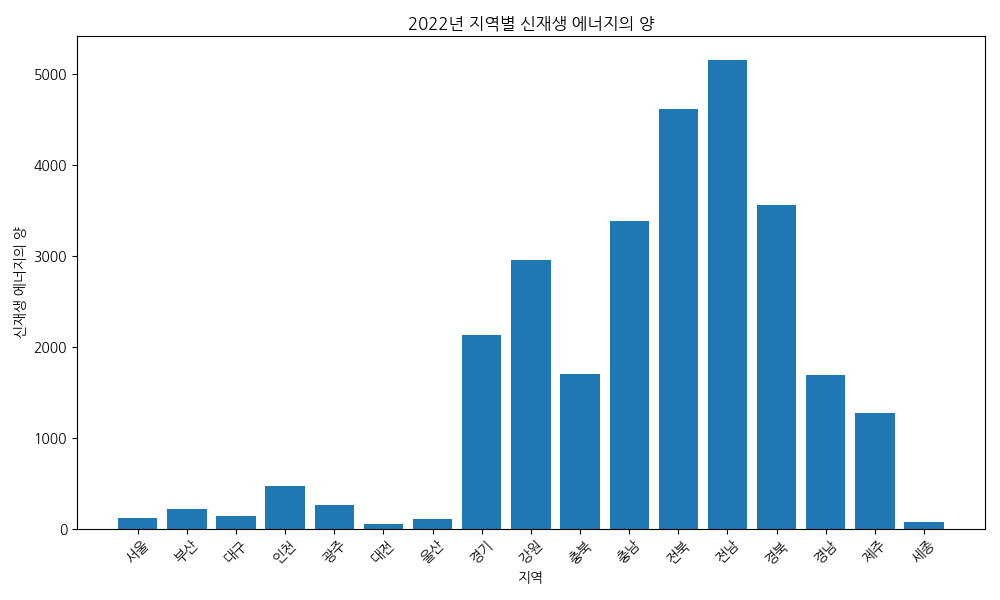 2022년 지역별 신재생 에너지의 양
신재생 에너지의 양
5000
4000
3000
2000
1000
0
서울 부산 대구 인천 광주 대전 울산 경기 강원 충북 충남 전북 전남 경북 경남 제주 세종
지역